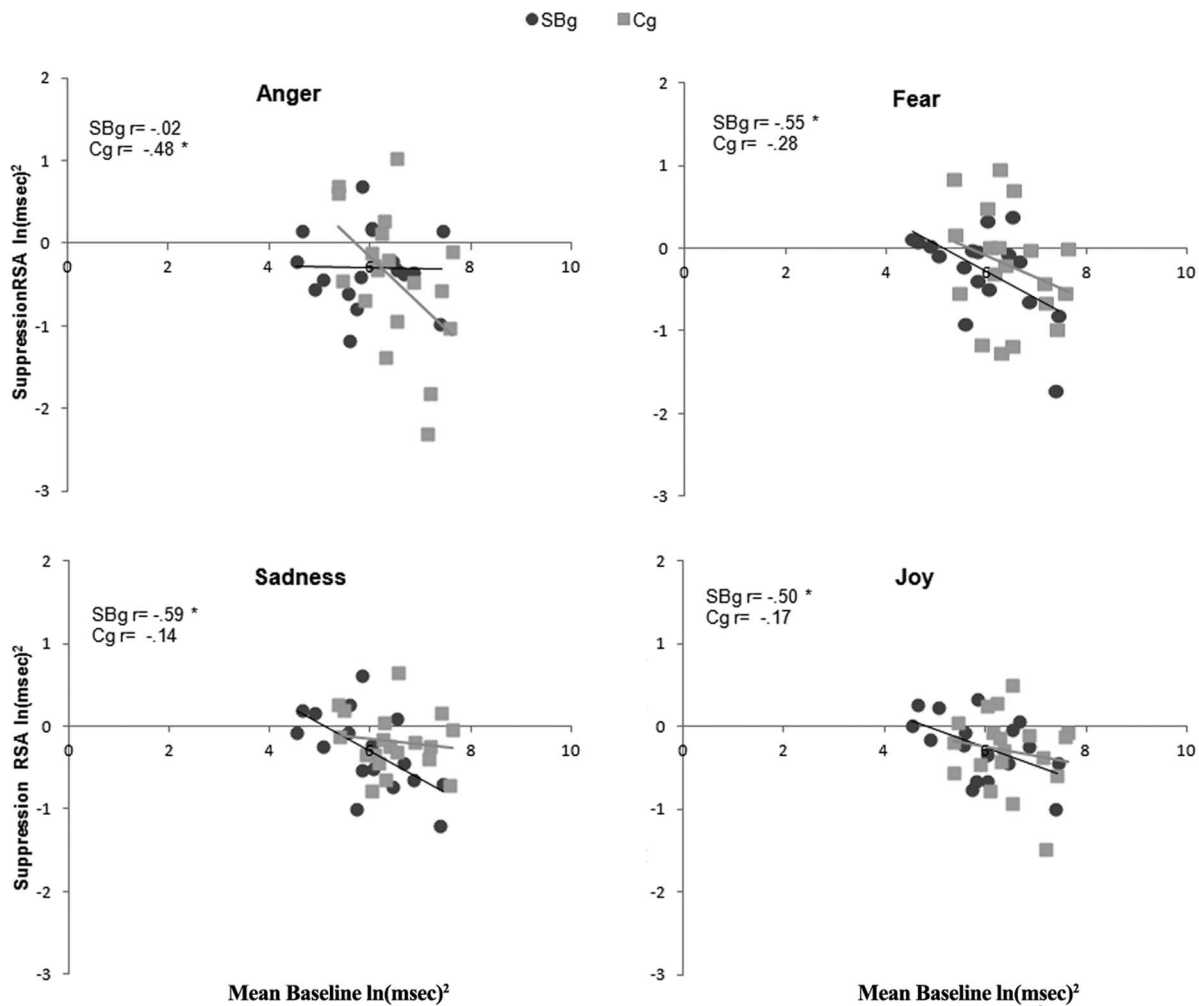 SBg Cg
Anger
SBg r= -.02
Cg r= -.48 *
Suppression RSA ln(msec)²
2
1
0
-1
-2
-3
0 2 4 6 8 10
Fear
SBg r= -.55 *
Cg r= -.28
2
1
0
-1
-2
-3
0 2 4 6 8 10
Sadness
SBg r= -.59 *
Cg r= -.14
Suppression RSA ln(msec)²
2
1
0
-1
-2
-3
0 2 4 6 8 10
Mean Baseline ln(msec)²
Joy
SBg r= -.50 *
Cg r= -.17
2
1
0
-1
-2
-3
0 2 4 6 8 10
Mean Baseline ln(msec)²